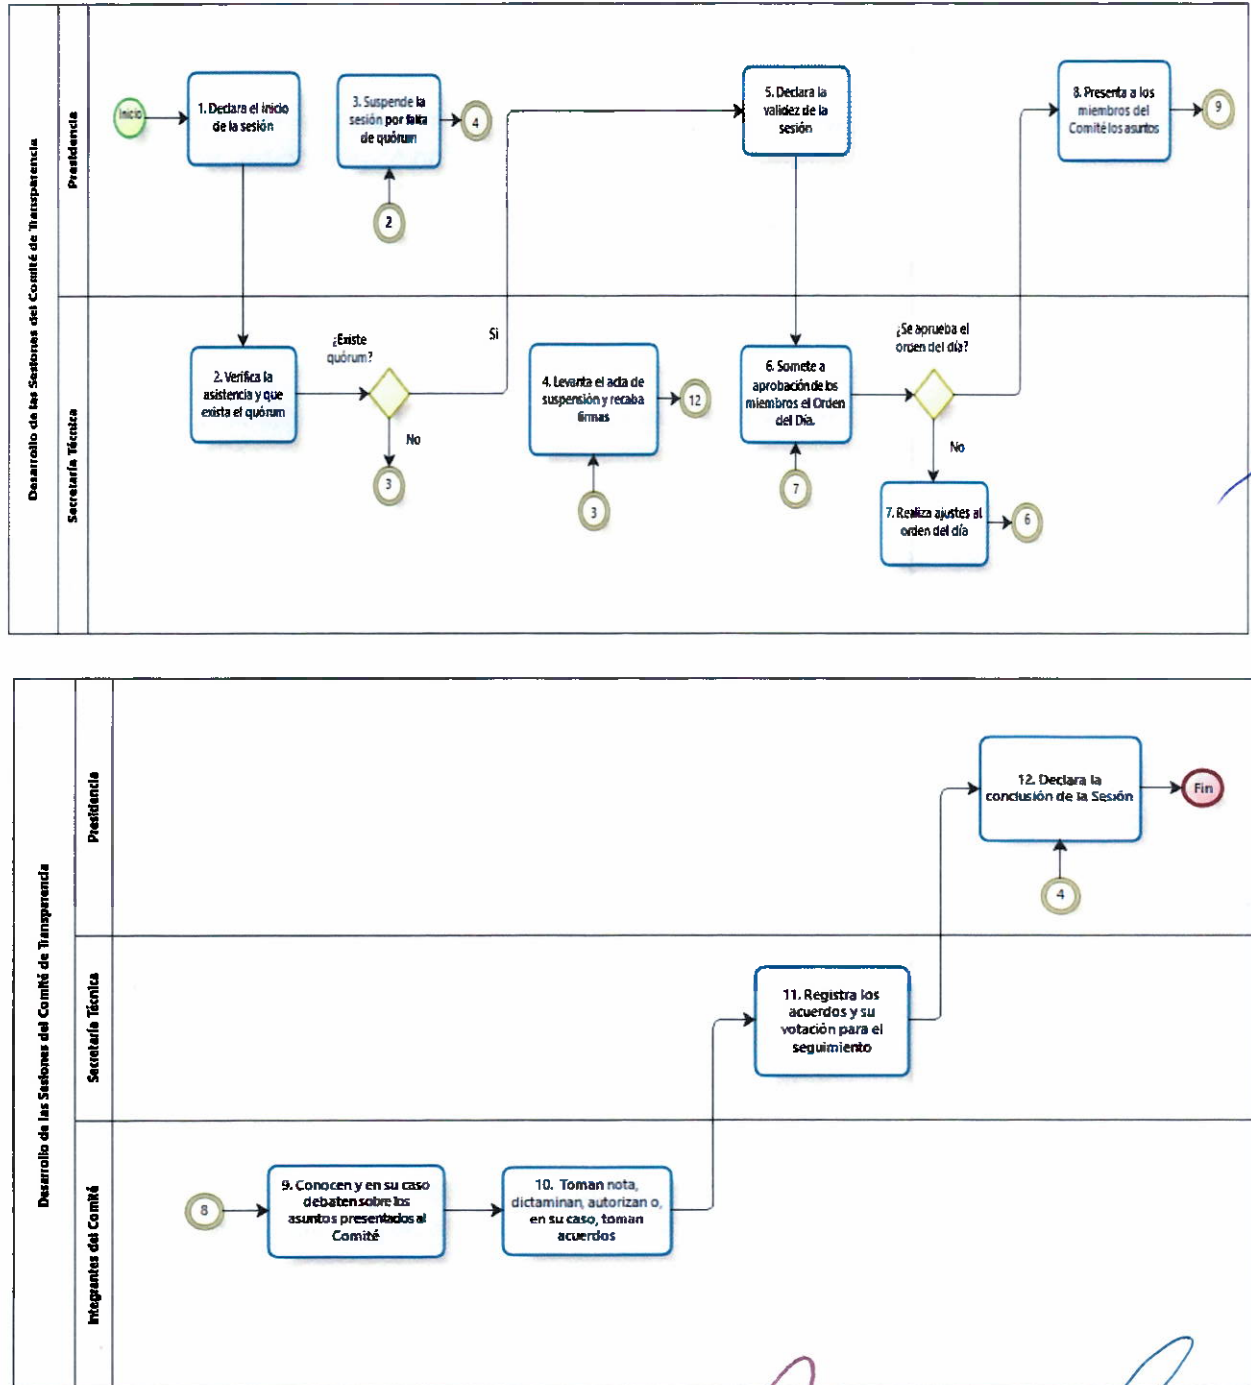 Desarrollo de las Sesiones del Comité de Transparencia
Presidencia
Inicio
1. Declara el inicio
de la sesión
3. Suspende la
sesión por falta
de quórum
4
2
5. Declara la
validez de la
sesión
8. Presenta a los
miembros del
Comité los asuntos
9
Secretaría Técnica
2. Verifica la
asistencia y que
exista el quórum
¿Existe
quórum?
Si
No
3
4. Levanta el acta de
suspensión y recaba
firmas
12
3
6. Somete a
aprobación de los
miembros el Orden
del Día.
7
¿Se aprueba el
orden del día?
No
7. Realiza ajustes al
orden del día
6
Desarrollo de las Sesiones del Comité de Transparencia
Presidencia
12. Declara la
conclusión de la Sesión
Fin
4
Secretaría Técnica
11. Registra los
acuerdos y su
votación para el
seguimiento
Integrantes del Comité
8
9. Conocen y en su caso
debaten sobre los
asuntos presentados al
Comité
10. Toman nota,
dictaminan, autorizan o,
en su caso, toman
acuerdos